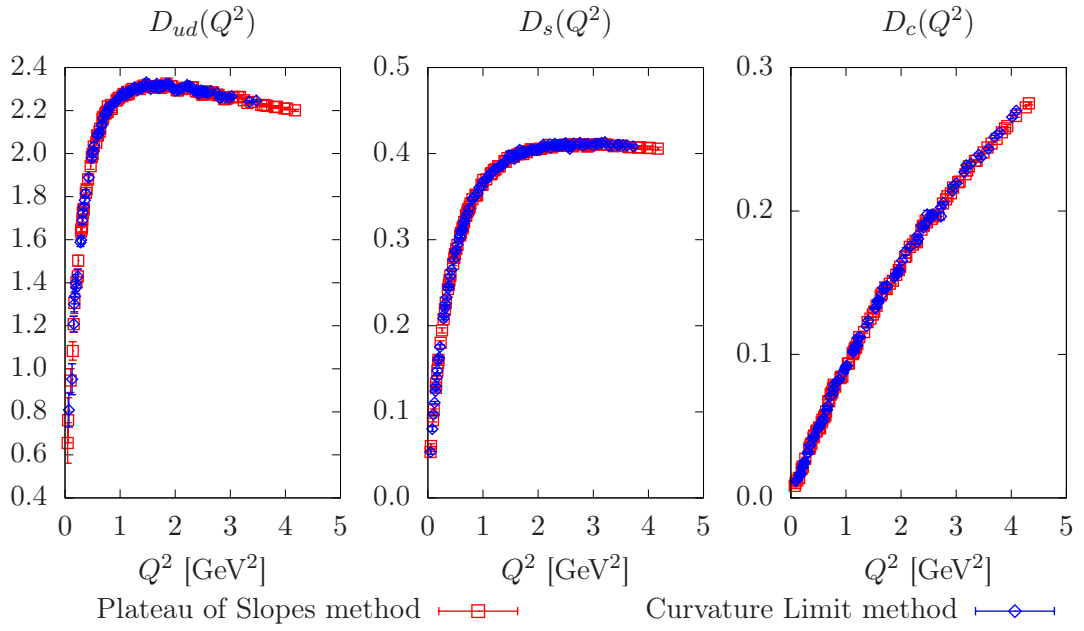 D_{ud}(Q^2) D_s(Q^2) D_c(Q^2)
2.4 0.5 0.3
2.2
2.0 0.4
1.8 0.2
1.6 0.3
1.4
1.2 0.2
1.0 0.1
0.8 0.1
0.6
0.4 0.0 0.0
0 1 2 3 4 5 0 1 2 3 4 5 0 1 2 3 4 5
Q^2 [GeV^2] Q^2 [GeV^2] Q^2 [GeV^2]
Plateau of Slopes method Curvature Limit method